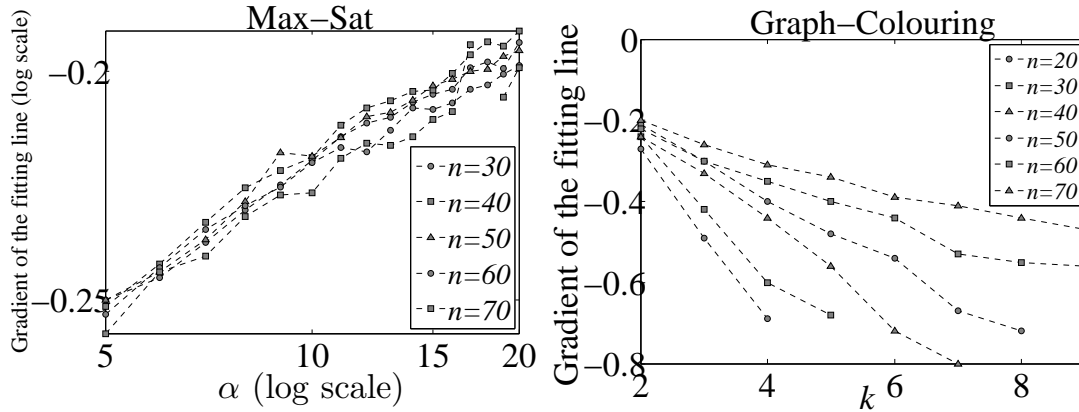 Max–Sat
Gradient of the fitting line (log scale)
−0.2
−0.25
5
10
15
20
α (log scale)
n=30
n=40
n=50
n=60
n=70
Graph–Colouring
Gradient of the fitting line
0
−0.2
−0.4
−0.6
−0.8
2
4
6
8
k
n=20
n=30
n=40
n=50
n=60
n=70